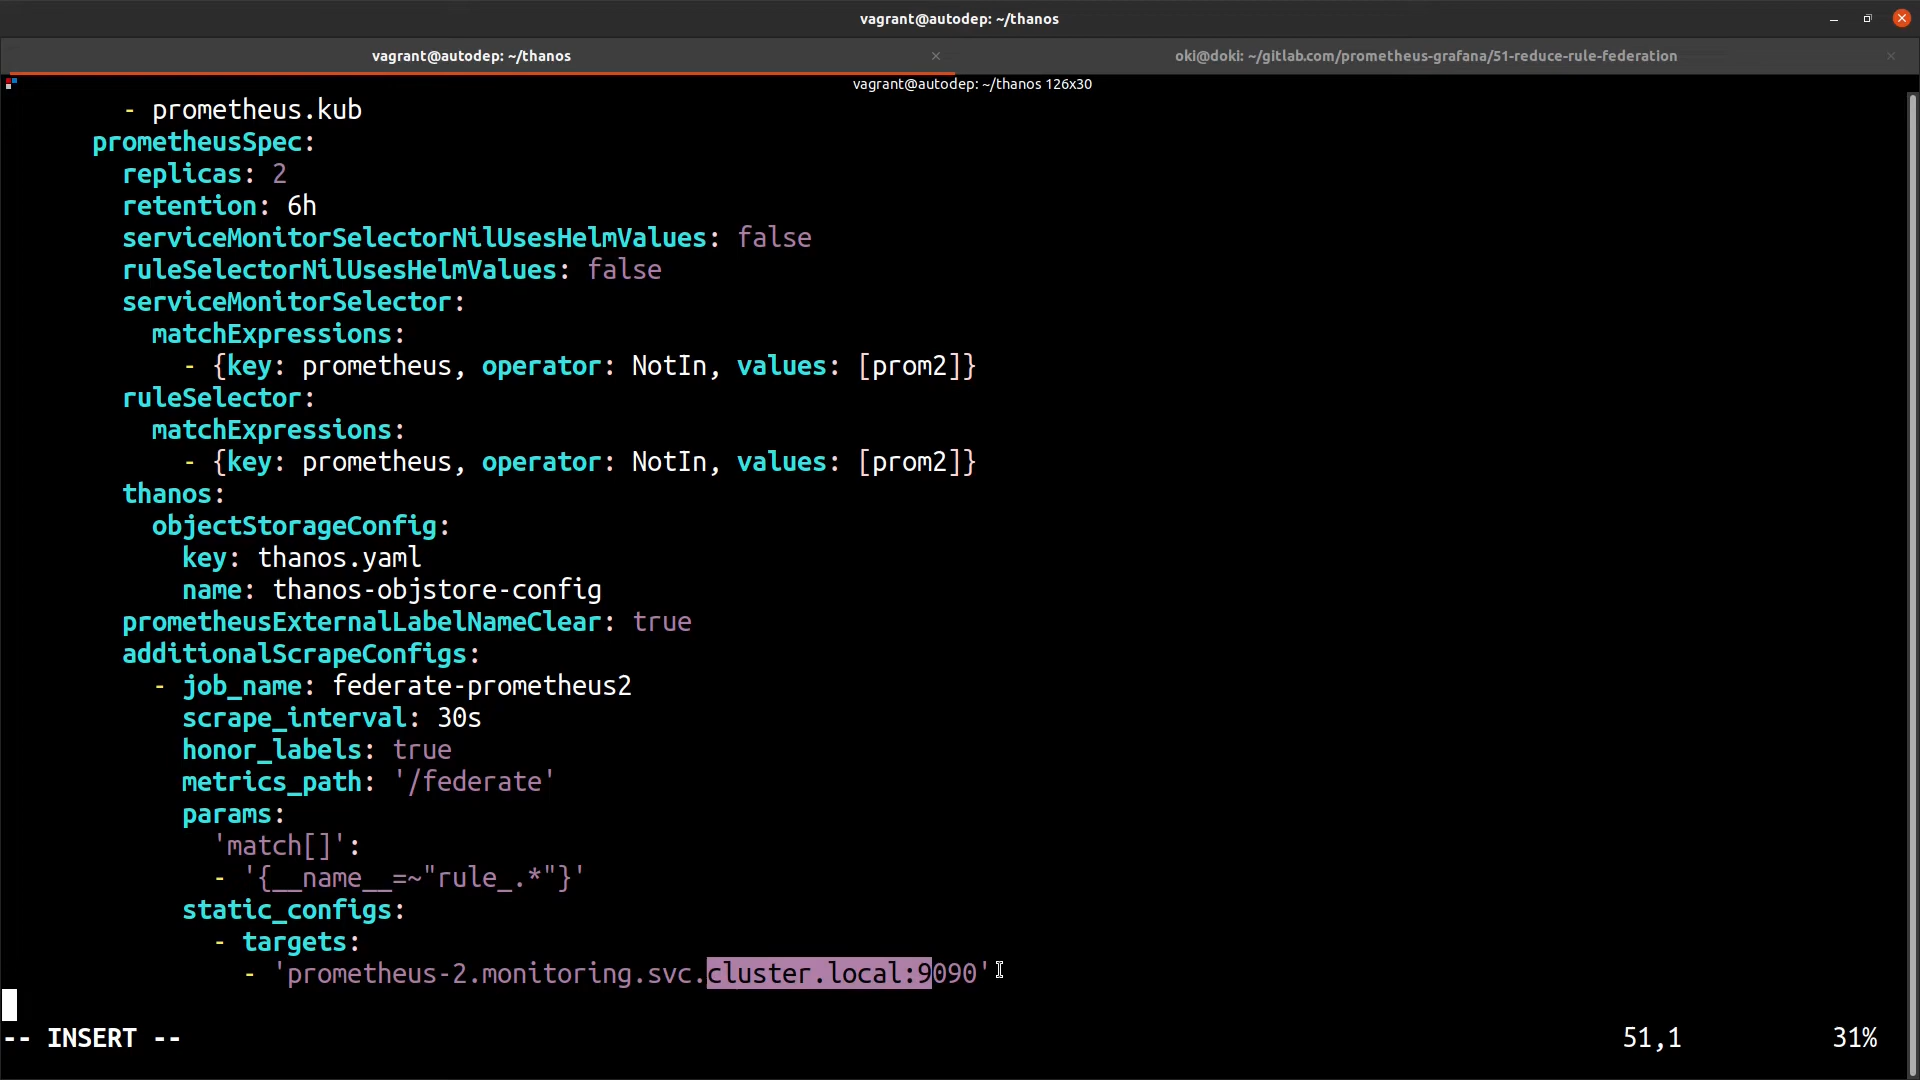 vagrant@autodep: ~/thanos
vagrant@autodep: ~/thanos
oki@doki: ~/gitlab.com/prometheus-grafana/51-reduce-rule-federation
vagrant@autodep: ~/thanos 126x30
- prometheus.kub
prometheusSpec:
replicas: 2
retention: 6h
serviceMonitorSelectorNilUsesHelmValues: false
ruleSelectorNilUsesHelmValues: false
serviceMonitorSelector:
matchExpressions:
- {key: prometheus, operator: NotIn, values: [prom2]}
ruleSelector:
matchExpressions:
- {key: prometheus, operator: NotIn, values: [prom2]}
thanos:
objectStorageConfig:
key: thanos.yaml
name: thanos-objstore-config
prometheusExternalLabelNameClear: true
additionalScrapeConfigs:
- job_name: federate-prometheus2
scrape_interval: 30s
honor_labels: true
metrics_path: '/federate'
params:
'match[]':
- '{__name__=~"rule_.*"}'
static_configs:
- targets:
- 'prometheus-2.monitoring.svc.cluster.local:9090'
-- INSERT --
51,1
31%